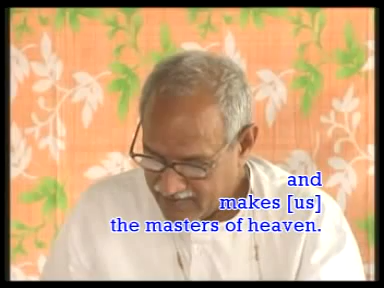 and
makes [us]
the masters of heaven.